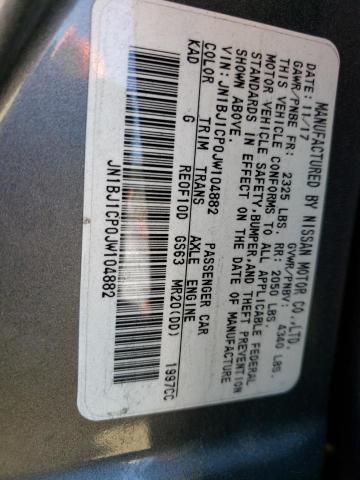 MANUFACTURED BY NISSAN MOTOR CO.,LTD.
DATE: 11/17 GVWR/PNBV: 4340 LBS.
GAWR/PNBE FR: 2325 LBS. RR: 2050 LBS.
THIS VEHICLE CONFORMS TO ALL APPLICABLE FEDERAL
MOTOR VEHICLE SAFETY,BUMPER,AND THEFT PREVENTION
STANDARDS IN EFFECT ON THE DATE OF MANUFACTURE
SHOWN ABOVE.
VIN: JN1BJ1CP0JW104882 PASSENGER CAR
COLOR TRIM TRANS AXLE ENGINE
KAD G RE0F10D GS63 MR20(DD) 1997CC
JN1BJ1CP0JW104882